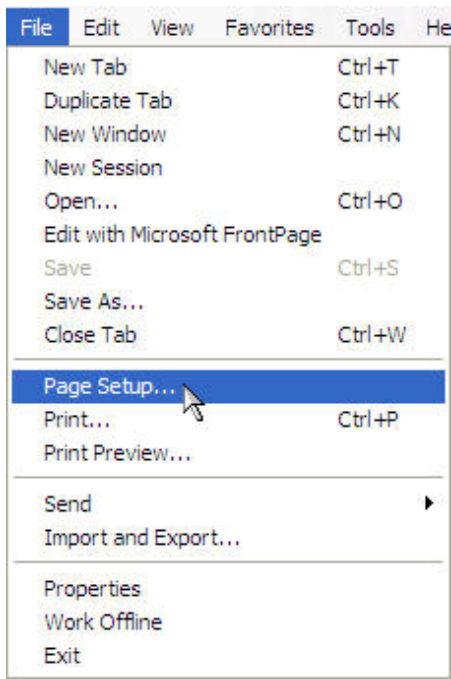 File Edit View Favorites Tools He
New Tab Ctrl+T
Duplicate Tab Ctrl+K
New Window Ctrl+N
New Session
Open... Ctrl+O
Edit with Microsoft FrontPage
Save Ctrl+S
Save As...
Close Tab Ctrl+W
Page Setup...
Print... Ctrl+P
Print Preview...
Send
Import and Export...
Properties
Work Offline
Exit